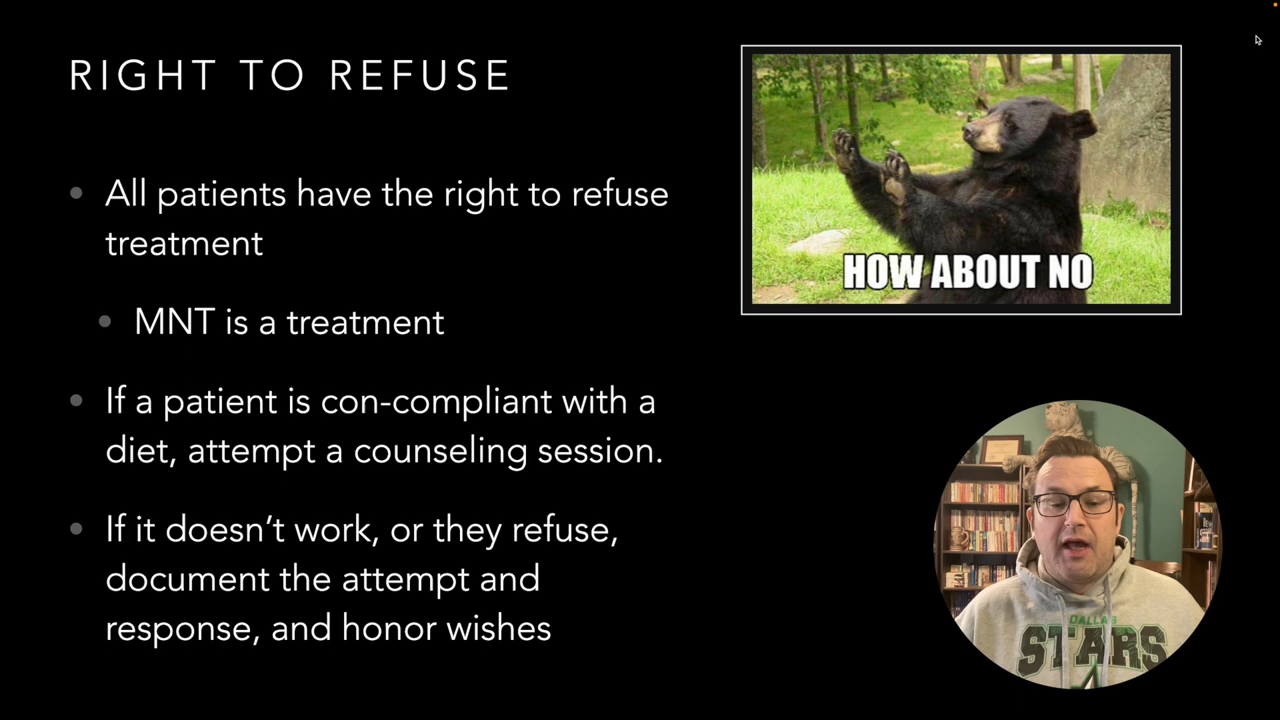 RIGHT TO REFUSE
All patients have the right to refuse
treatment
MNT is a treatment
If a patient is con-compliant with a
diet, attempt a counseling session.
If it doesn't work, or they refuse,
document the attempt and
response, and honor wishes
HOW ABOUT NO
DALLAS
STARS